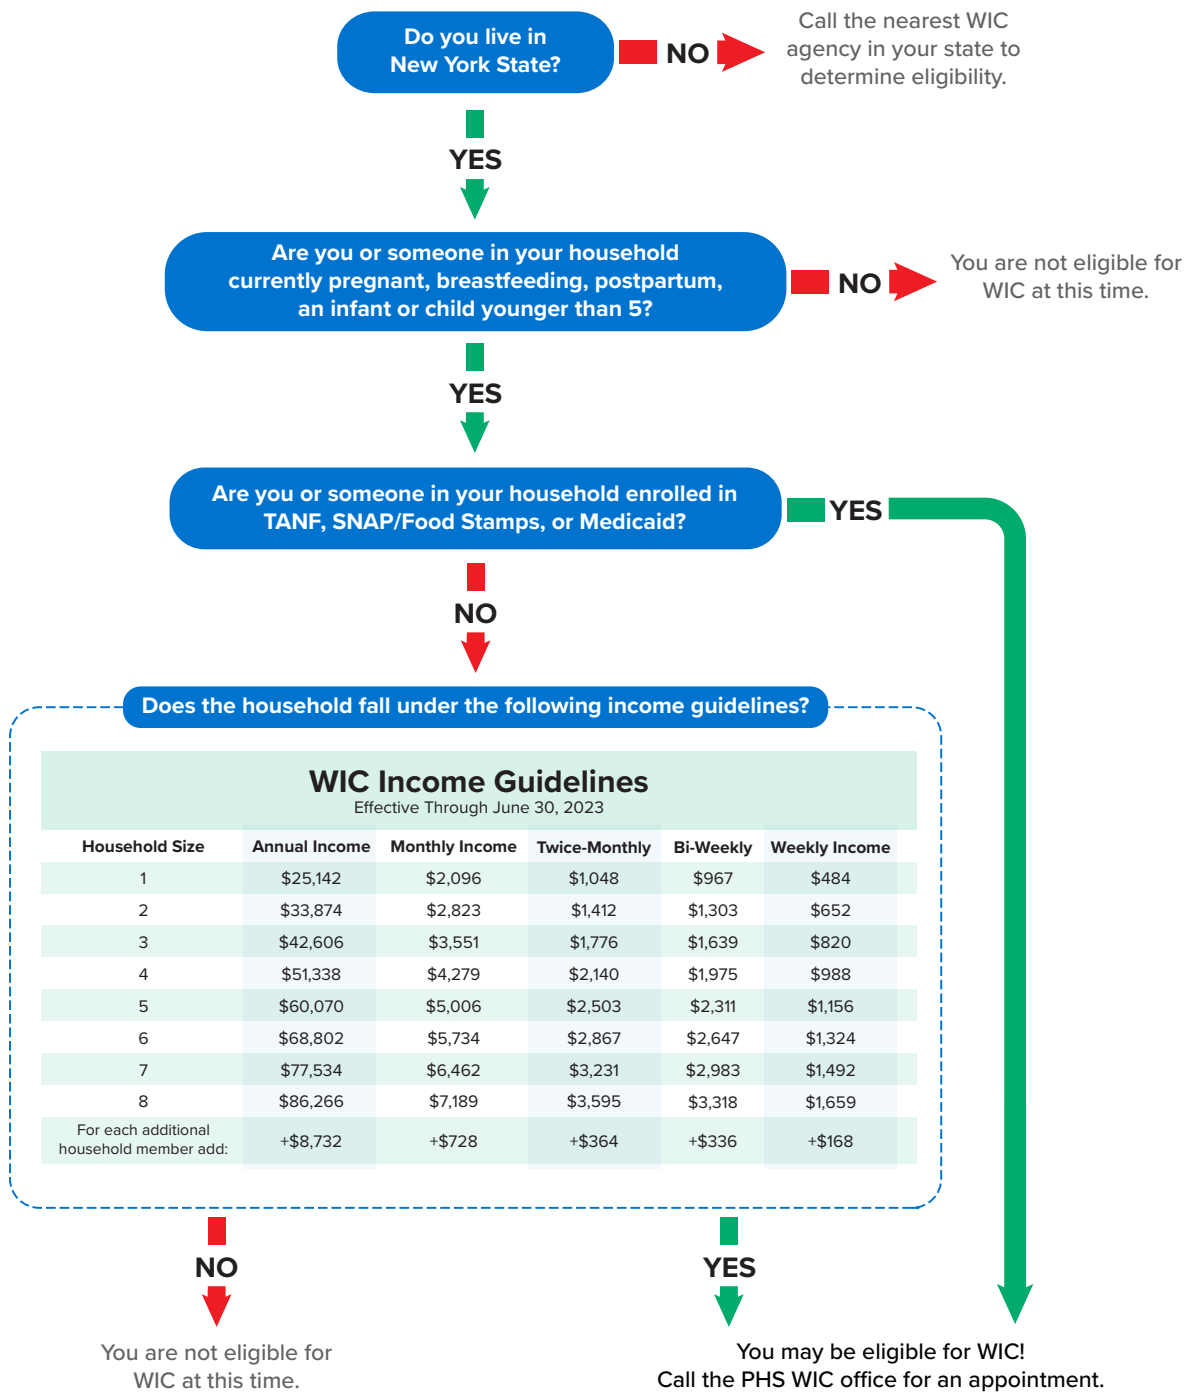 Do you live in
New York State?
NO
Call the nearest WIC
agency in your state to
determine eligibility.
YES
Are you or someone in your household
currently pregnant, breastfeeding, postpartum,
an infant or child younger than 5?
NO
You are not eligible for
WIC at this time.
YES
Are you or someone in your household enrolled in
TANF, SNAP/Food Stamps, or Medicaid?
YES
NO
Does the household fall under the following income guidelines?
WIC Income Guidelines
Effective Through June 30, 2023
Household Size Annual Income Monthly Income Twice-Monthly Bi-Weekly Weekly Income
1 $25,142 $2,096 $1,048 $967 $484
2 $33,874 $2,823 $1,412 $1,303 $652
3 $42,606 $3,551 $1,776 $1,639 $820
4 $51,338 $4,279 $2,140 $1,975 $988
5 $60,070 $5,006 $2,503 $2,311 $1,156
6 $68,802 $5,734 $2,867 $2,647 $1,324
7 $77,534 $6,462 $3,231 $2,983 $1,492
8 $86,266 $7,189 $3,595 $3,318 $1,659
For each additional
household member add: +$8,732 +$728 +$364 +$336 +$168
NO
YES
You are not eligible for
WIC at this time.
You may be eligible for WIC!
Call the PHS WIC office for an appointment.